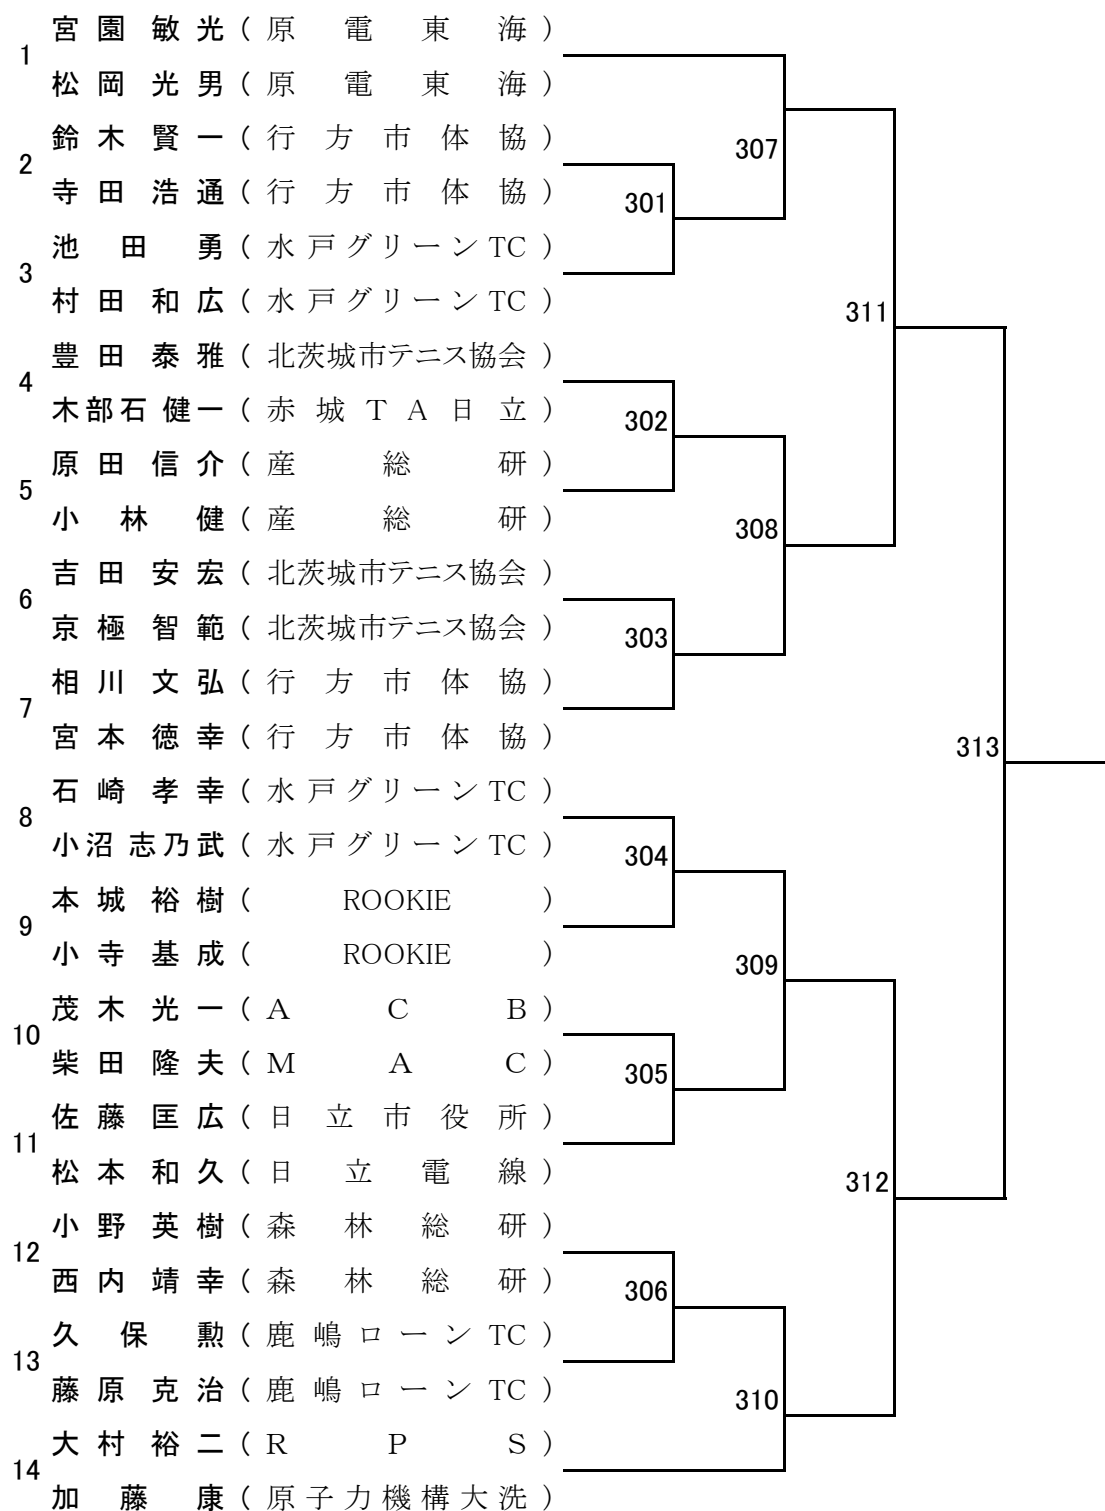 1
宮園敏光(原電東海)
松岡光男(原電東海)
2
鈴木賢一(行方市体協)
寺田浩通(行方市体協)
3
池田勇(水戸グリーンTC)
村田和広(水戸グリーンTC)
4
豊田泰雅(北茨城市テニス協会)
木部石健一(赤城TA日立)
5
原田信介(産総研)
小林健(産総研)
6
吉田安宏(北茨城市テニス協会)
京極智範(北茨城市テニス協会)
7
相川文弘(行方市体協)
宮本徳幸(行方市体協)
8
石崎孝幸(水戸グリーンTC)
小沼志乃武(水戸グリーンTC)
9
本城裕樹(ROOKIE)
小寺基成(ROOKIE)
10
茂木光一(ACB)
柴田隆夫(MAC)
11
佐藤匡広(日立市役所)
松本和久(日立電線)
12
小野英樹(森林総研)
西内靖幸(森林総研)
13
久保勲(鹿嶋ローンTC)
藤原克治(鹿嶋ローンTC)
14
大村裕二(RPS)
加藤康(原子力機構大洗)
301
302
303
304
305
306
307
308
309
310
311
312
313